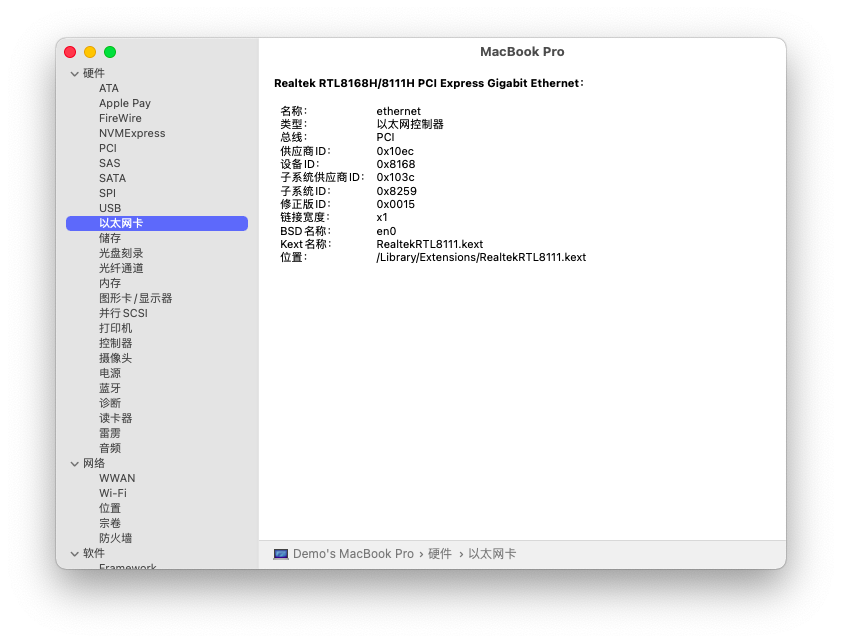 MacBook Pro
硬件
ATA
Apple Pay
FireWire
NVMExpress
PCI
SAS
SATA
SPI
USB
以太网卡
储存
光盘刻录
光纤通道
内存
图形卡/显示器
并行SCSI
打印机
控制器
摄像头
电源
蓝牙
诊断
读卡器
雷雳
音频
网络
WWAN
Wi-Fi
位置
宗卷
防火墙
软件
Framework
Realtek RTL8168H/8111H PCI Express Gigabit Ethernet:
名称: ethernet
类型: 以太网控制器
总线: PCI
供应商ID: 0x10ec
设备ID: 0x8168
子系统供应商ID: 0x103c
子系统ID: 0x8259
修正版ID: 0x0015
链接宽度: x1
BSD名称: en0
Kext名称: RealtekRTL8111.kext
位置: /Library/Extensions/RealtekRTL8111.kext
Demo's MacBook Pro › 硬件 › 以太网卡